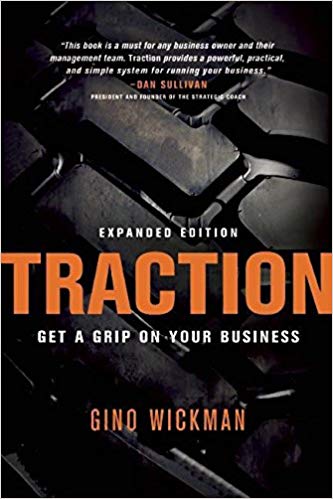 "This book is a must for any business owner and their
management team. Traction provides a powerful, practical,
and simple system for running your business."
–DAN SULLIVAN
PRESIDENT AND FOUNDER OF THE STRATEGIC COACH
EXPANDED EDITION
TRACTION
GET A GRIP ON YOUR BUSINESS
GINO WICKMAN